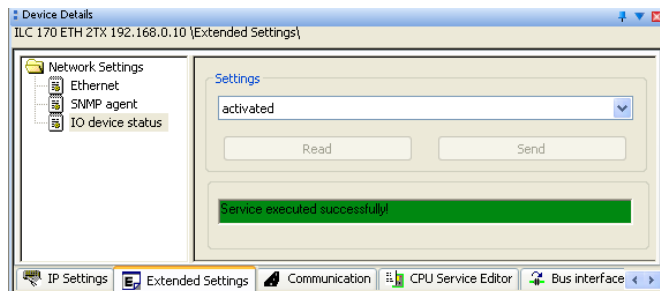 Device Details
ILC 170 ETH 2TX 192.168.0.10 \Extended Settings\
Network Settings
Ethernet
SNMP agent
IO device status
Settings
activated
Read
Send
Service executed successfully!
IP Settings
Extended Settings
Communication
CPU Service Editor
Bus interface